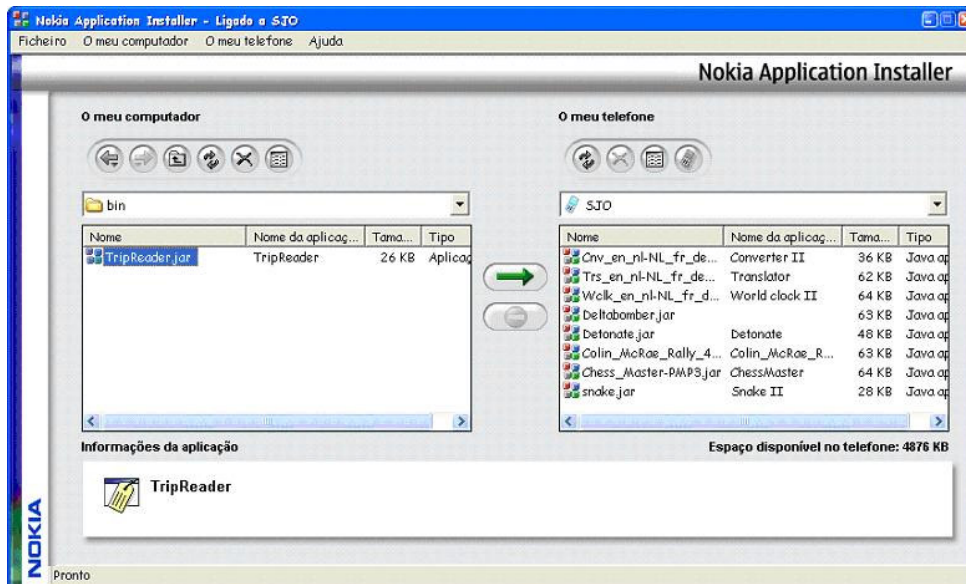 Nokia Application Installer - Ligado a SJO
Ficheiro O meu computador O meu telefone Ajuda
Nokia Application Installer
O meu computador
bin
Nome Nome da aplicaç... Tama... Tipo
TripReader.jar TripReader 26 KB Aplicaç
O meu telefone
SJO
Nome Nome da aplicaç... Tama... Tipo
Cnv_en_nl-NL_fr_de... Converter II 36 KB Java ap
Trs_en_nl-NL_fr_de... Translator 62 KB Java ap
Wclk_en_nl-NL_fr_d... World clock II 64 KB Java ap
Deltabomber.jar 63 KB Java ap
Detonate.jar Detonate 48 KB Java ap
Colin_McRae_Rally_4... Colin_McRae_R... 63 KB Java ap
Chess_Master-PMP3.jar ChessMaster 64 KB Java ap
snake.jar Snake II 28 KB Java ap
Informações da aplicação
Espaço disponível no telefone: 4876 KB
TripReader
NOKIA
Pronto